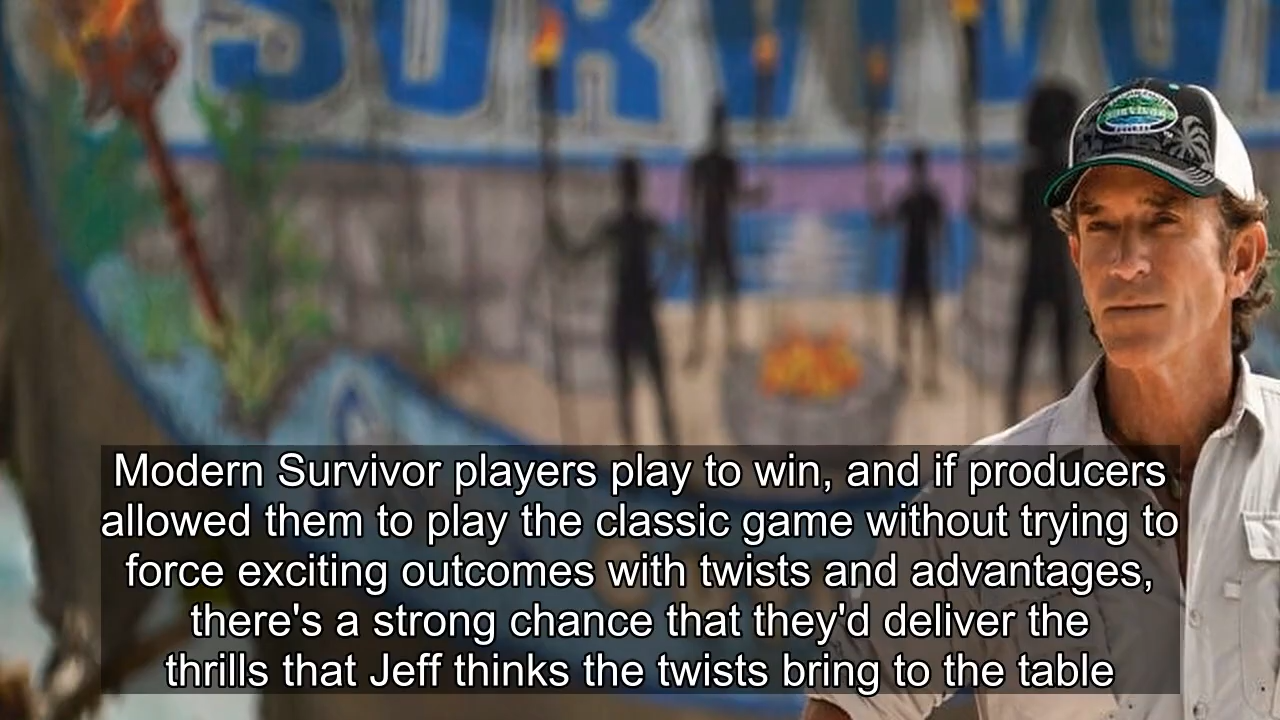 SURVIVO
SURVIVOR
Modern Survivor players play to win, and if producers
allowed them to play the classic game without trying to
force exciting outcomes with twists and advantages,
there's a strong chance that they'd deliver the
thrills that Jeff thinks the twists bring to the table